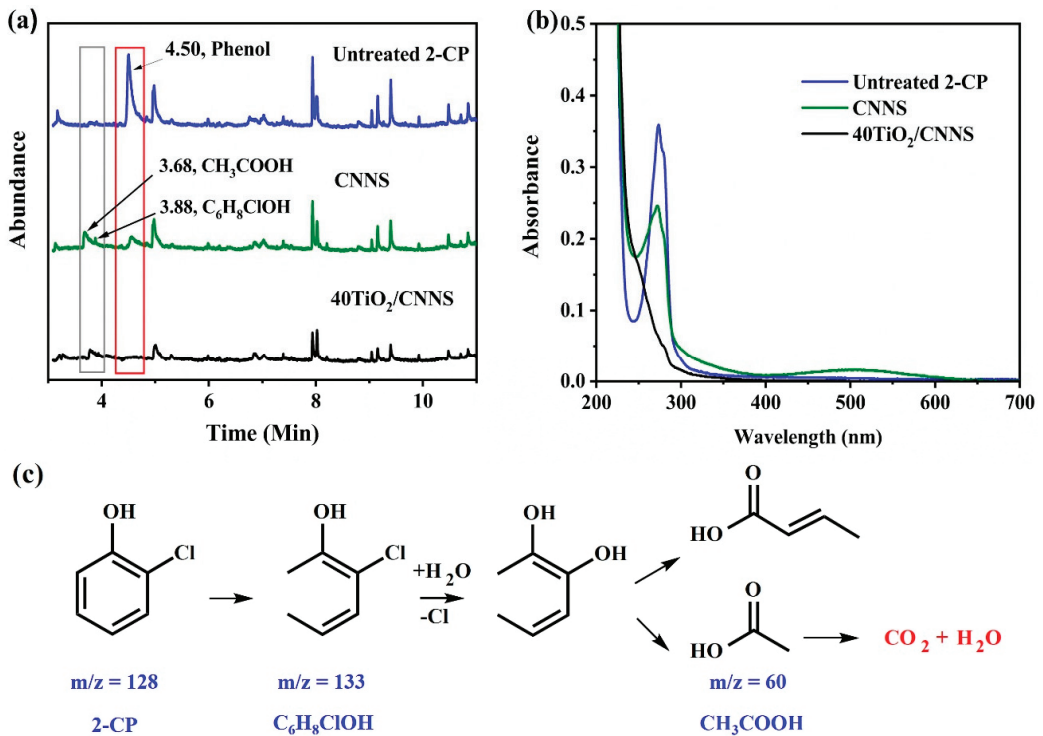 (a)
4.50, Phenol
Untreated 2-CP
CNNS
3.68, CH₃COOH
3.88, C₆H₈ClOH
40TiO₂/CNNS
Abundance
4 6 8 10
Time (Min)
(b)
0.5
0.4
0.3
0.2
0.1
0.0
Untreated 2-CP
CNNS
40TiO₂/CNNS
Absorbance
200 300 400 500 600 700
Wavelength (nm)
(c)
OH
Cl
OH
Cl
+H₂O
-Cl
OH
OH
O
HO
O
HO
CO₂ + H₂O
m/z = 128
m/z = 133
m/z = 60
2-CP
C₆H₈ClOH
CH₃COOH